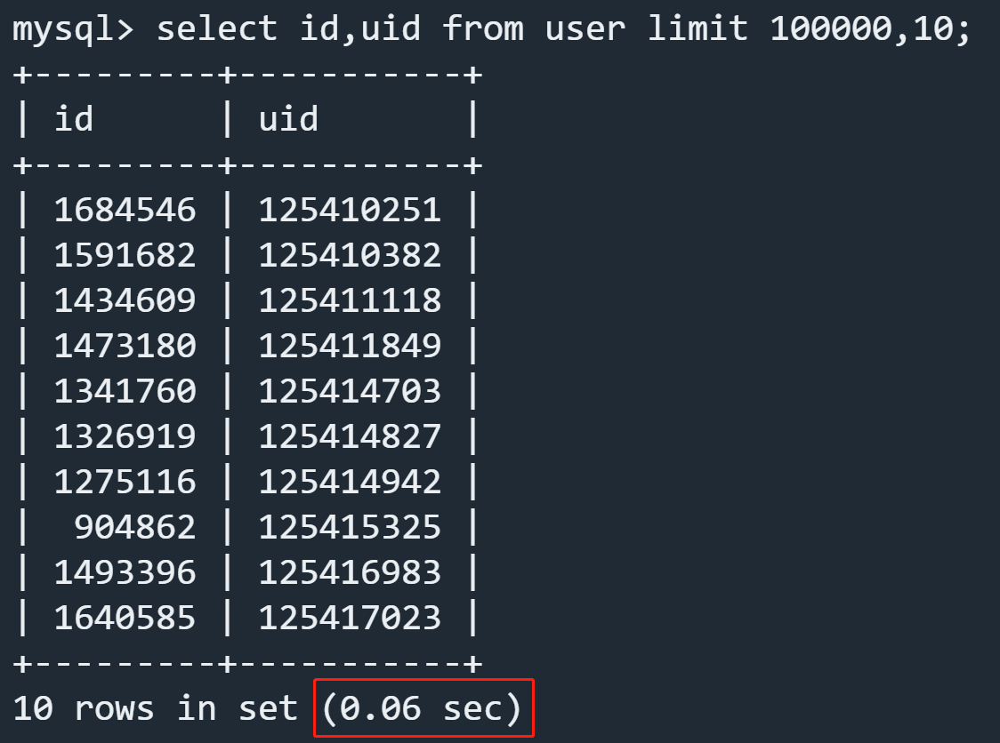 mysql> select id,uid from user limit 100000,10;
+---------+-----------+
| id      | uid       |
+---------+-----------+
| 1684546 | 125410251 |
| 1591682 | 125410382 |
| 1434609 | 125411118 |
| 1473180 | 125411849 |
| 1341760 | 125414703 |
| 1326919 | 125414827 |
| 1275116 | 125414942 |
|  904862 | 125415325 |
| 1493396 | 125416983 |
| 1640585 | 125417023 |
+---------+-----------+
10 rows in set (0.06 sec)